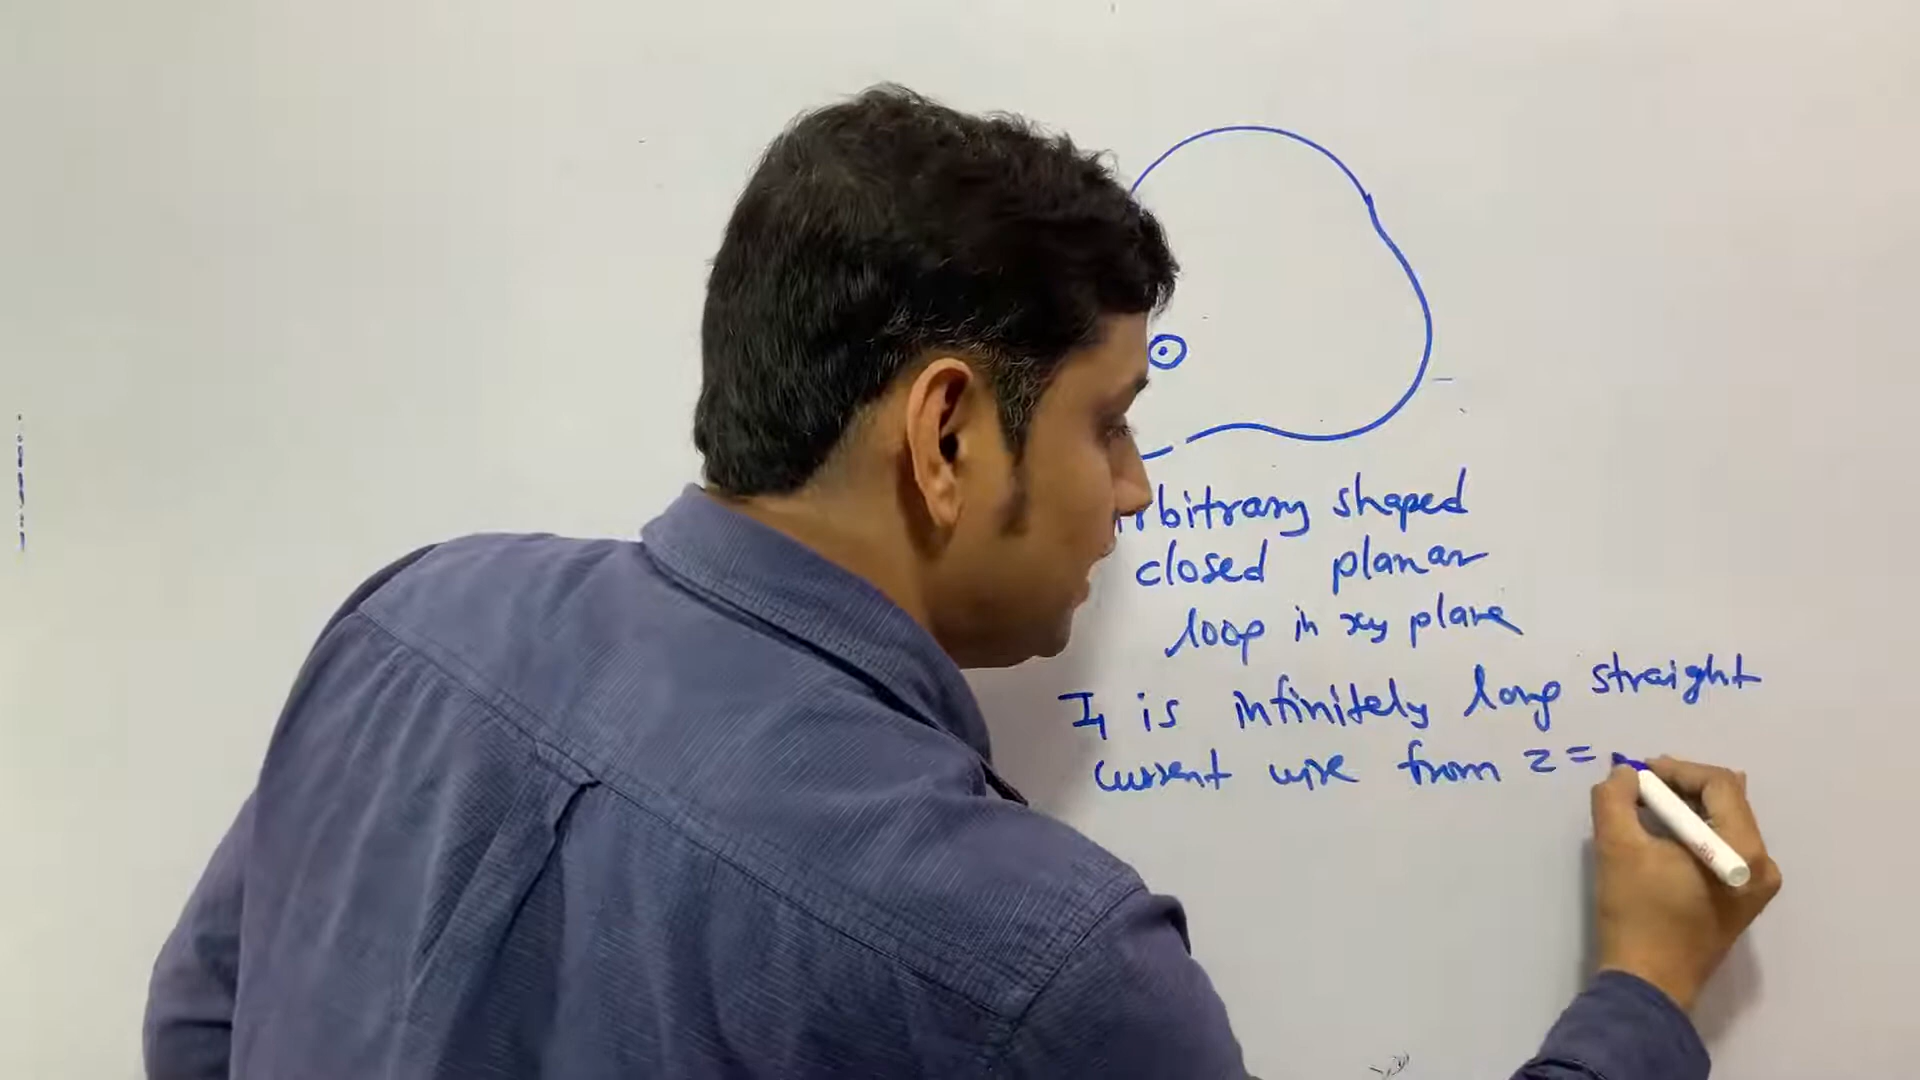 rbitrary shaped
closed planar
loop in xy plane
I₁ is infinitely long straight
current wire from z =